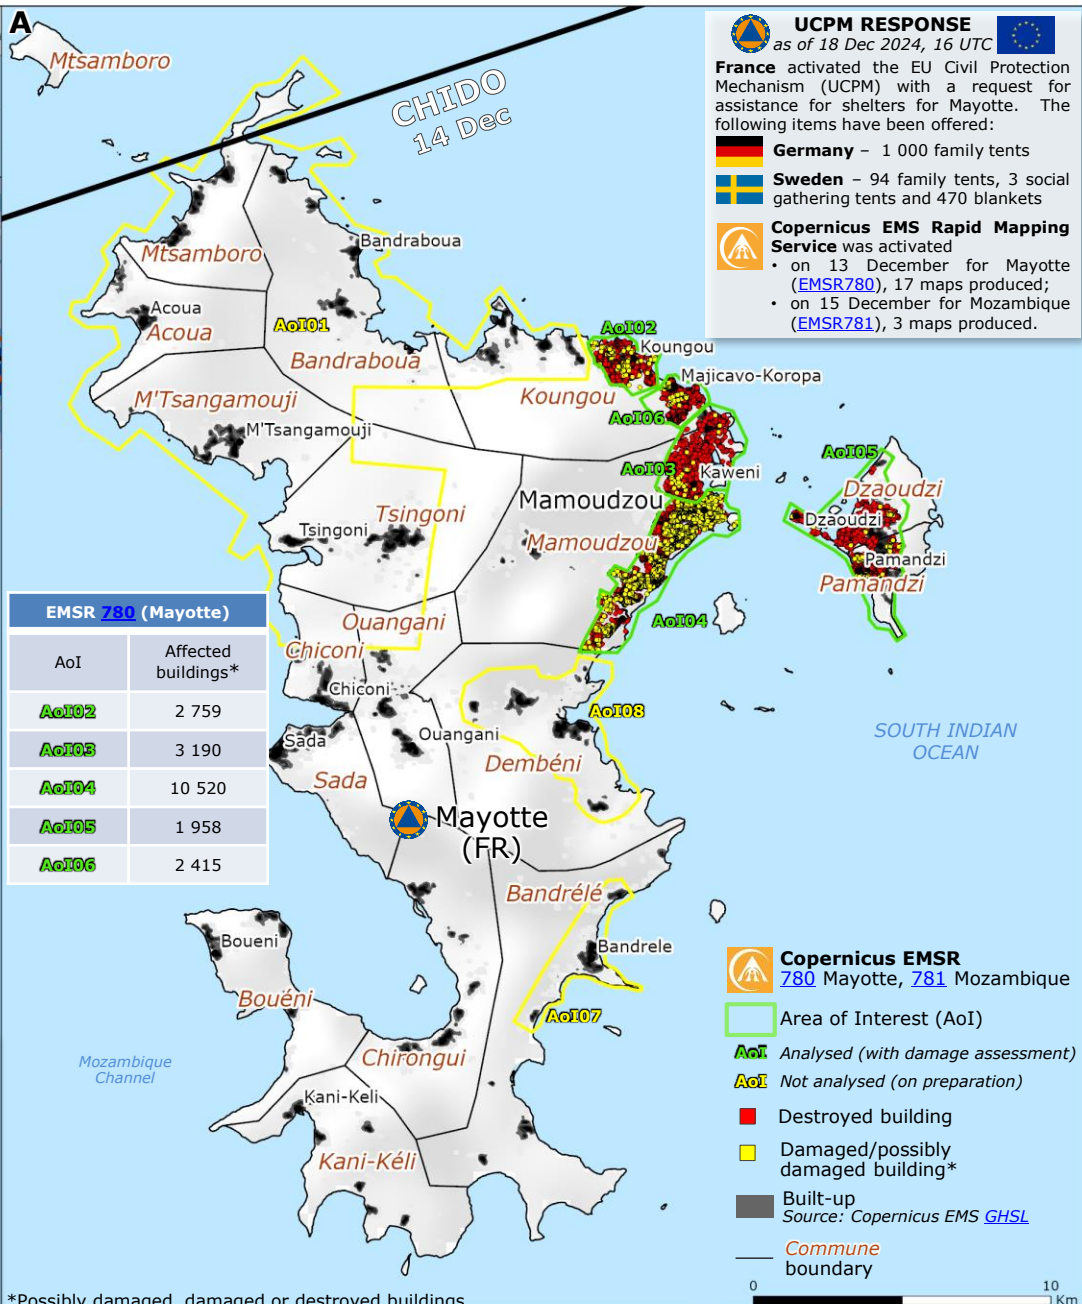 A
Mtsamboro
CHIDO
14 Dec
UCPM RESPONSE
as of 18 Dec 2024, 16 UTC
France activated the EU Civil Protection
Mechanism (UCPM) with a request for
assistance for shelters for Mayotte. The
following items have been offered:
Germany – 1 000 family tents
Sweden – 94 family tents, 3 social
gathering tents and 470 blankets
Copernicus EMS Rapid Mapping
Service was activated
• on 13 December for Mayotte
(EMSR780), 17 maps produced;
• on 15 December for Mozambique
(EMSR781), 3 maps produced.
Mtsamboro
Bandraboua
Acoua
Acoua
AoI01
Bandraboua
AoI02
Koungou
Majicavo-Koropa
M'Tsangamouji
Koungou
AoI06
M'Tsangamouji
AoI03
Kaweni
AoI05
Dzaoudzi
Mamoudzou
Tsingoni
Tsingoni
Mamoudzou
Dzaoudzi
Pamandzi
Pamandzi
Ouangani
AoI04
Chiconi
Chiconi
AoI08
Ouangani
Sada
Dembéni
Sada
SOUTH INDIAN
OCEAN
EMSR 780 (Mayotte)
AoI
Affected
buildings*
AoI02 2 759
AoI03 3 190
AoI04 10 520
AoI05 1 958
AoI06 2 415
Mayotte
(FR)
Bandrélé
Boueni
Bandrele
Bouéni
AoI07
Chirongui
Mozambique
Channel
Kani-Keli
Kani-Kéli
Copernicus EMSR
780 Mayotte, 781 Mozambique
Area of Interest (AoI)
AoI Analysed (with damage assessment)
AoI Not analysed (on preparation)
Destroyed building
Damaged/possibly
damaged building*
Built-up
Source: Copernicus EMS GHSL
Commune
boundary
0 10
Km
*Possibly damaged, damaged or destroyed buildings